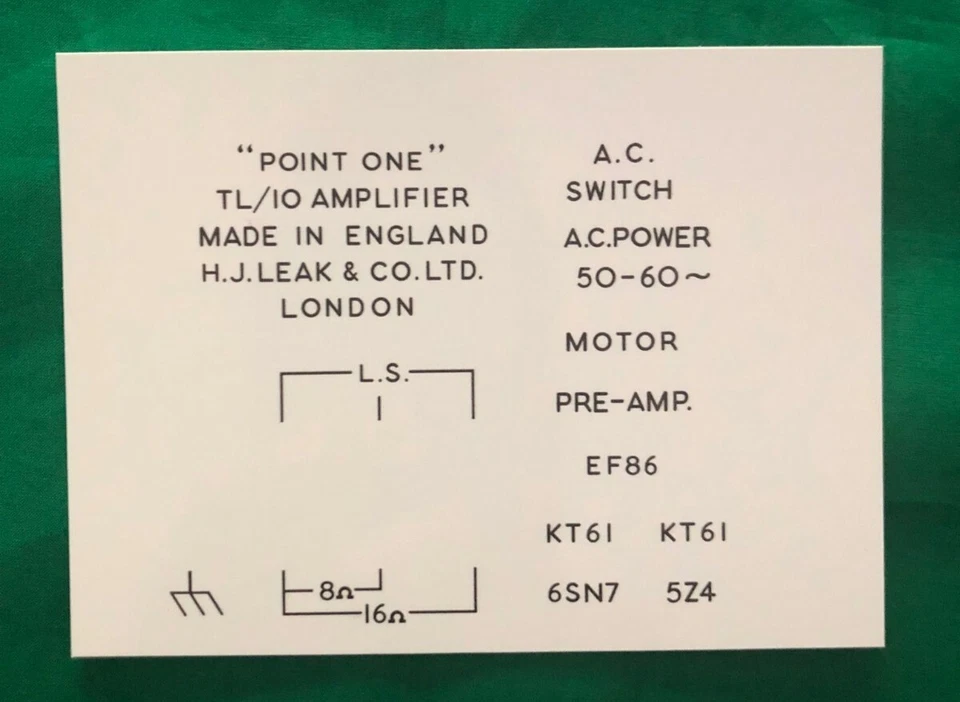 “POINT ONE”
TL/10 AMPLIFIER
MADE IN ENGLAND
H.J.LEAK & CO.LTD.
LONDON
L.S.
8Ω
16Ω
A.C.
SWITCH
A.C.POWER
50-60~
MOTOR
PRE-AMP.
EF86
KT61 KT61
6SN7 5Z4